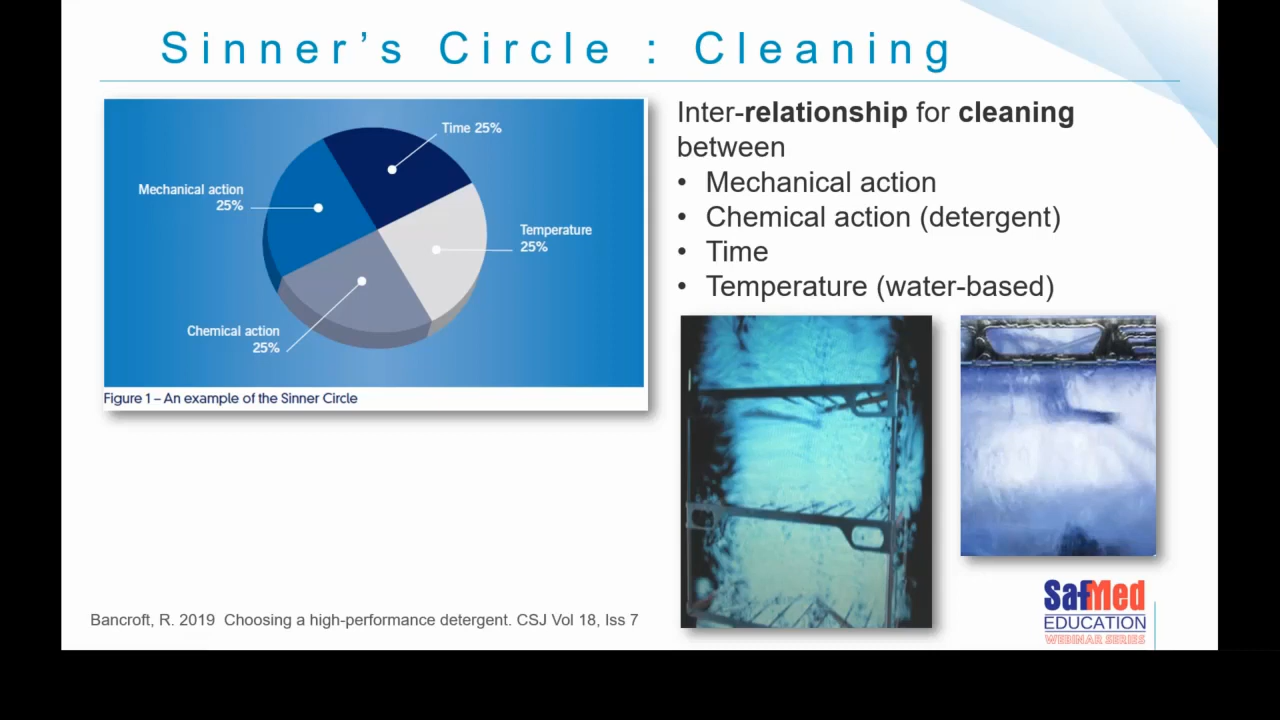 Sinner's Circle : Cleaning
Time 25%
Mechanical action
25%
Temperature
25%
Chemical action
25%
Figure 1 – An example of the Sinner Circle
Inter-relationship for cleaning
between
• Mechanical action
• Chemical action (detergent)
• Time
• Temperature (water-based)
Bancroft, R. 2019 Choosing a high-performance detergent. CSJ Vol 18, Iss 7
SafMed
EDUCATION
WEBINAR SERIES